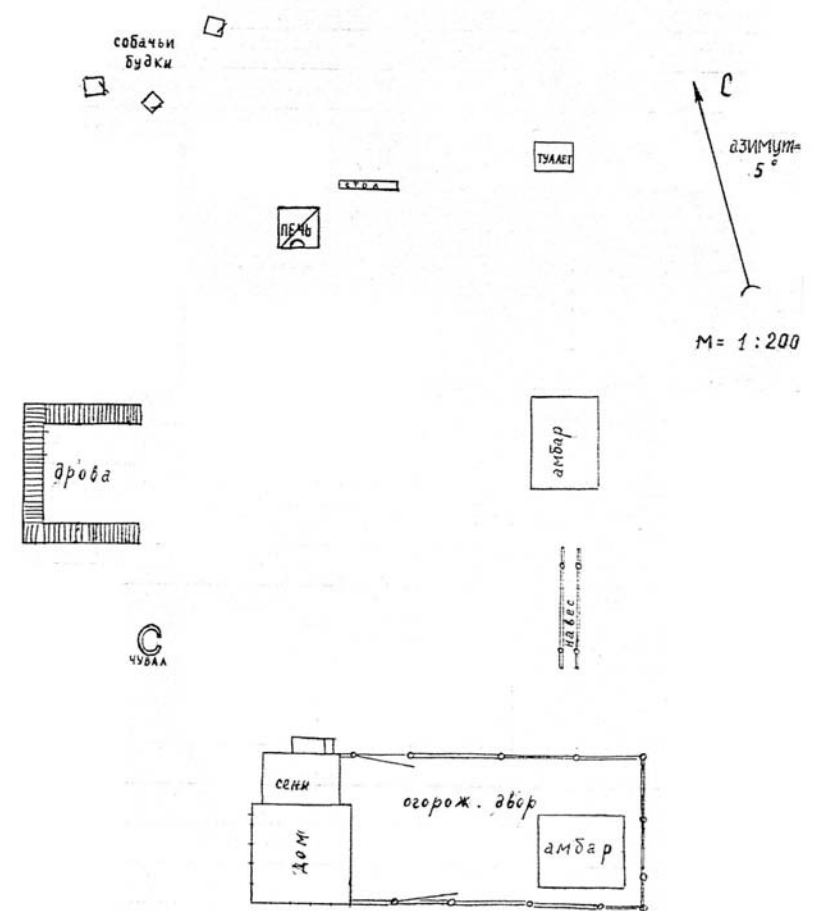 собачьи
будки
С
азимут=
5°
туалет
стол
печь
М= 1:200
амбар
дрова
навес
чувал
сени
огорож. двор
дом
амбар